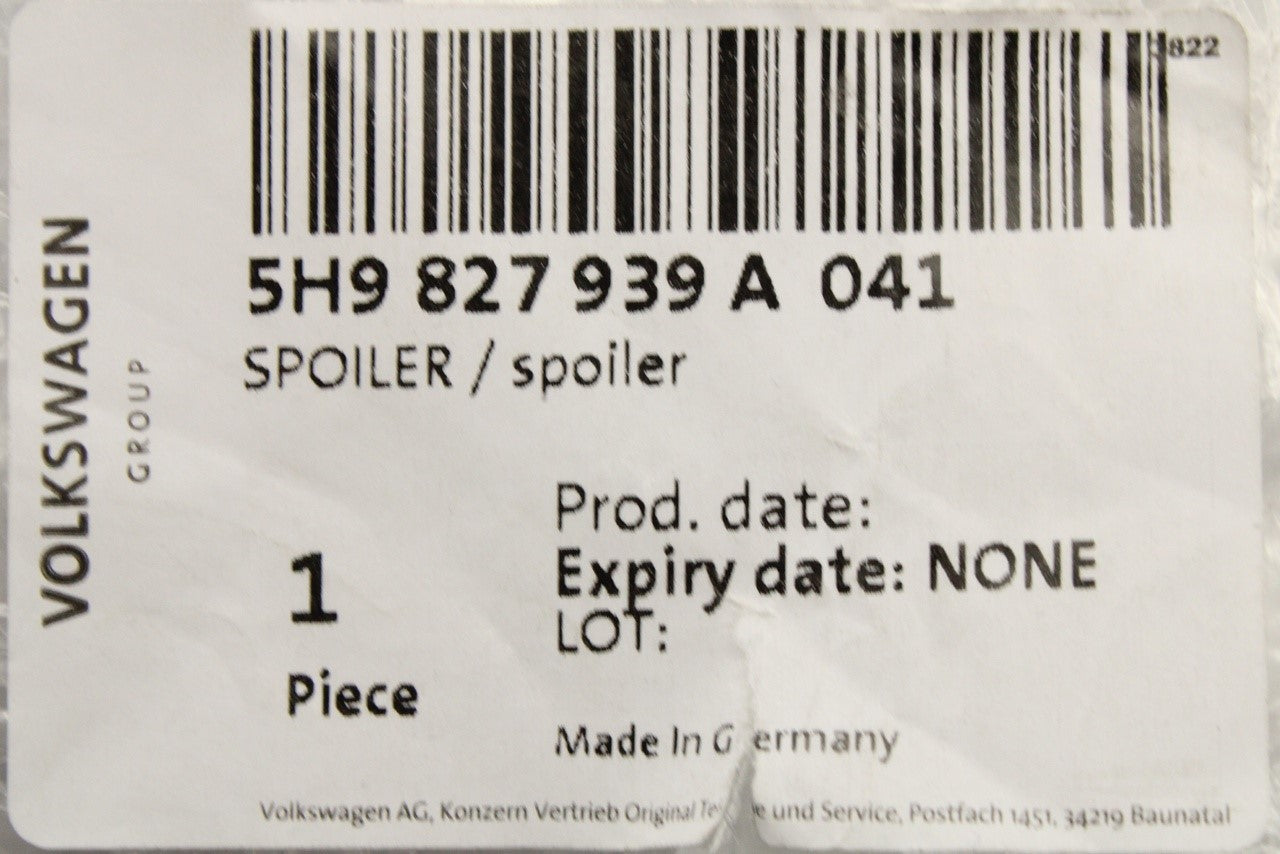 3822
5H9 827 939 A 041
SPOILER / spoiler
VOLKSWAGEN
GROUP
Prod. date:
Expiry date: NONE
LOT:
1
Piece
Made In Germany
Volkswagen AG, Konzern Vertrieb Original e und Service, Postfach 1451, 34219 Baunatal